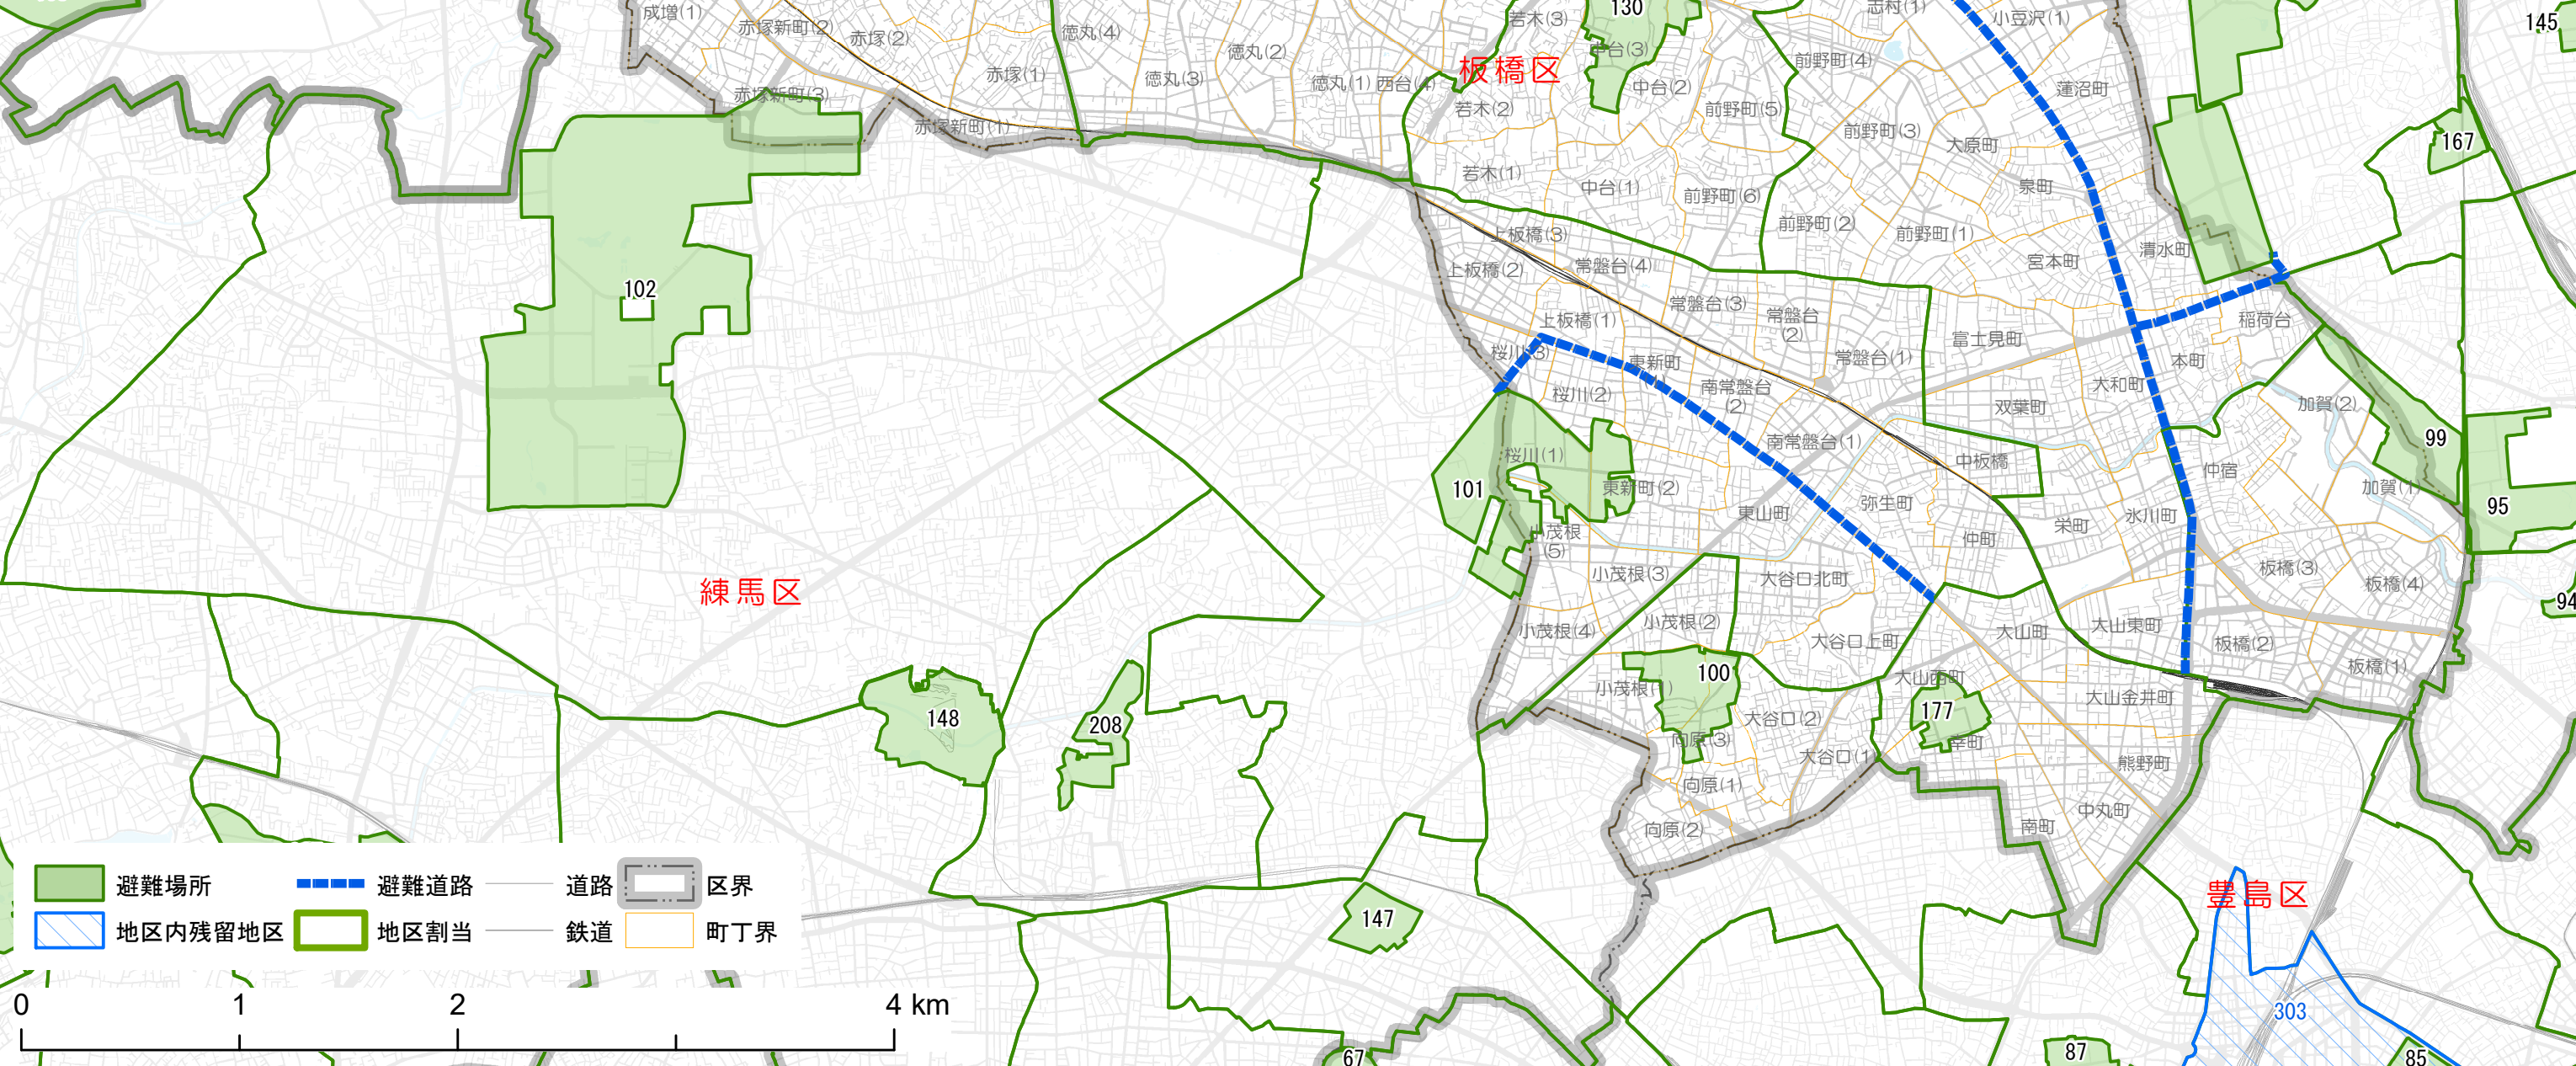 成増(1)
赤塚新町(2)
赤塚(2)
徳丸(4)
若木(3)
130
志村(1)
小豆沢(1)
145
徳丸(2)
中台(3)
前野町(4)
赤塚(1)
徳丸(3)
徳丸(1)
西台(4)
板橋区
中台(2)
蓮沼町
赤塚新町(3)
若木(2)
前野町(5)
赤塚新町(1)
前野町(3)
大原町
167
若木(1)
中台(1)
前野町(6)
泉町
前野町(2)
前野町(1)
上板橋(3)
清水町
上板橋(2)
常盤台(4)
宮本町
102
常盤台(3)
常盤台
(2)
上板橋(1)
稲荷台
桜川(3)
東新町
常盤台(1)
富士見町
本町
桜川(2)
南常盤台
(2)
大和町
双葉町
加賀(2)
南常盤台(1)
99
桜川(1)
中板橋
仲宿
101
東新町(2)
加賀(1)
95
東山町
弥生町
氷川町
小茂根
(5)
仲町
栄町
小茂根(3)
大谷口北町
板橋(3)
板橋(4)
練馬区
94
小茂根(4)
小茂根(2)
大谷口上町
大山町
大山東町
板橋(2)
板橋(1)
100
大山西町
小茂根(1)
大山金井町
148
208
大谷口(2)
177
向原(3)
幸町
大谷口(1)
熊野町
向原(1)
向原(2)
南町
中丸町
避難場所
避難道路
道路
区界
地区内残留地区
地区割当
鉄道
町丁界
147
豊島区
303
0
1
2
4 km
67
87
85